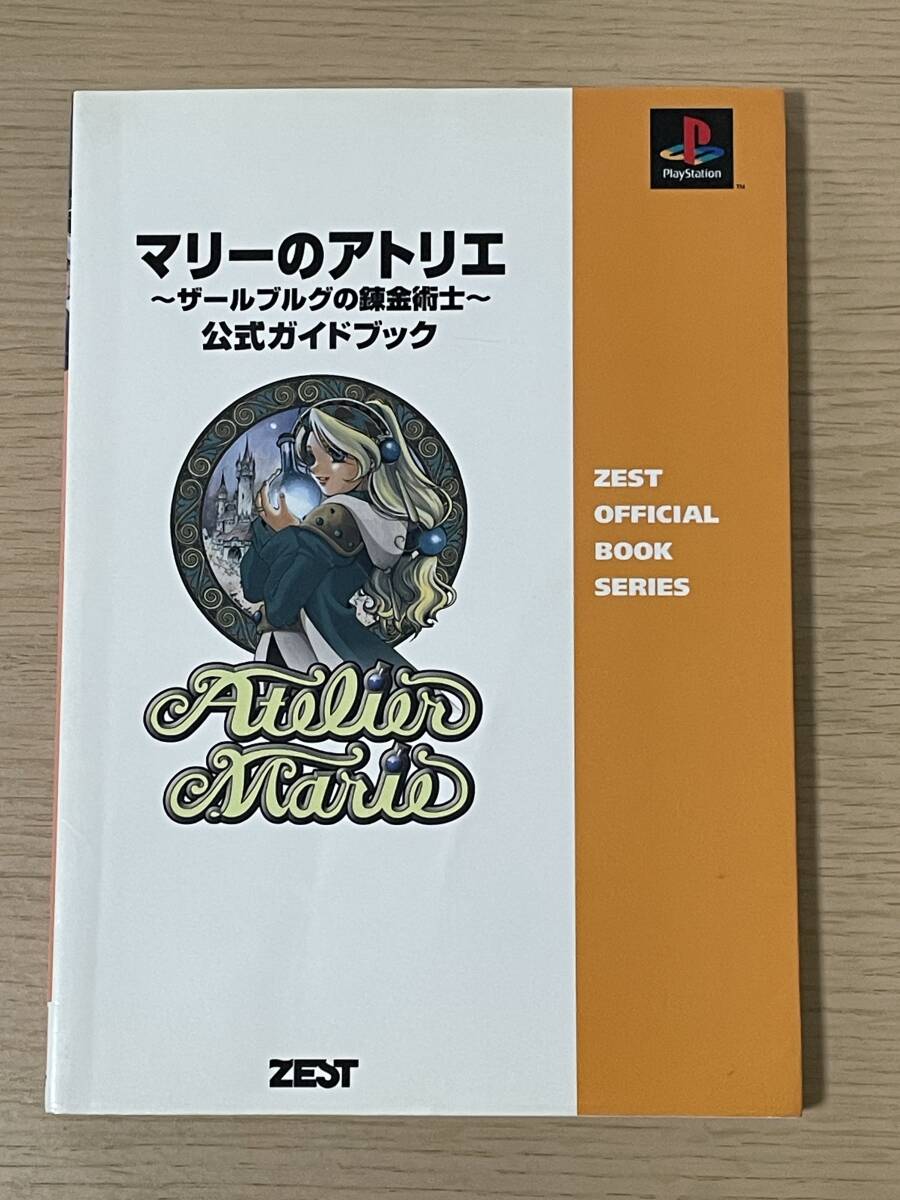 PlayStation
TM
マリーのアトリエ
～ザールブルグの錬金術士～
公式ガイドブック
ZEST
OFFICIAL
BOOK
SERIES
Atelier
Marie
ZEST